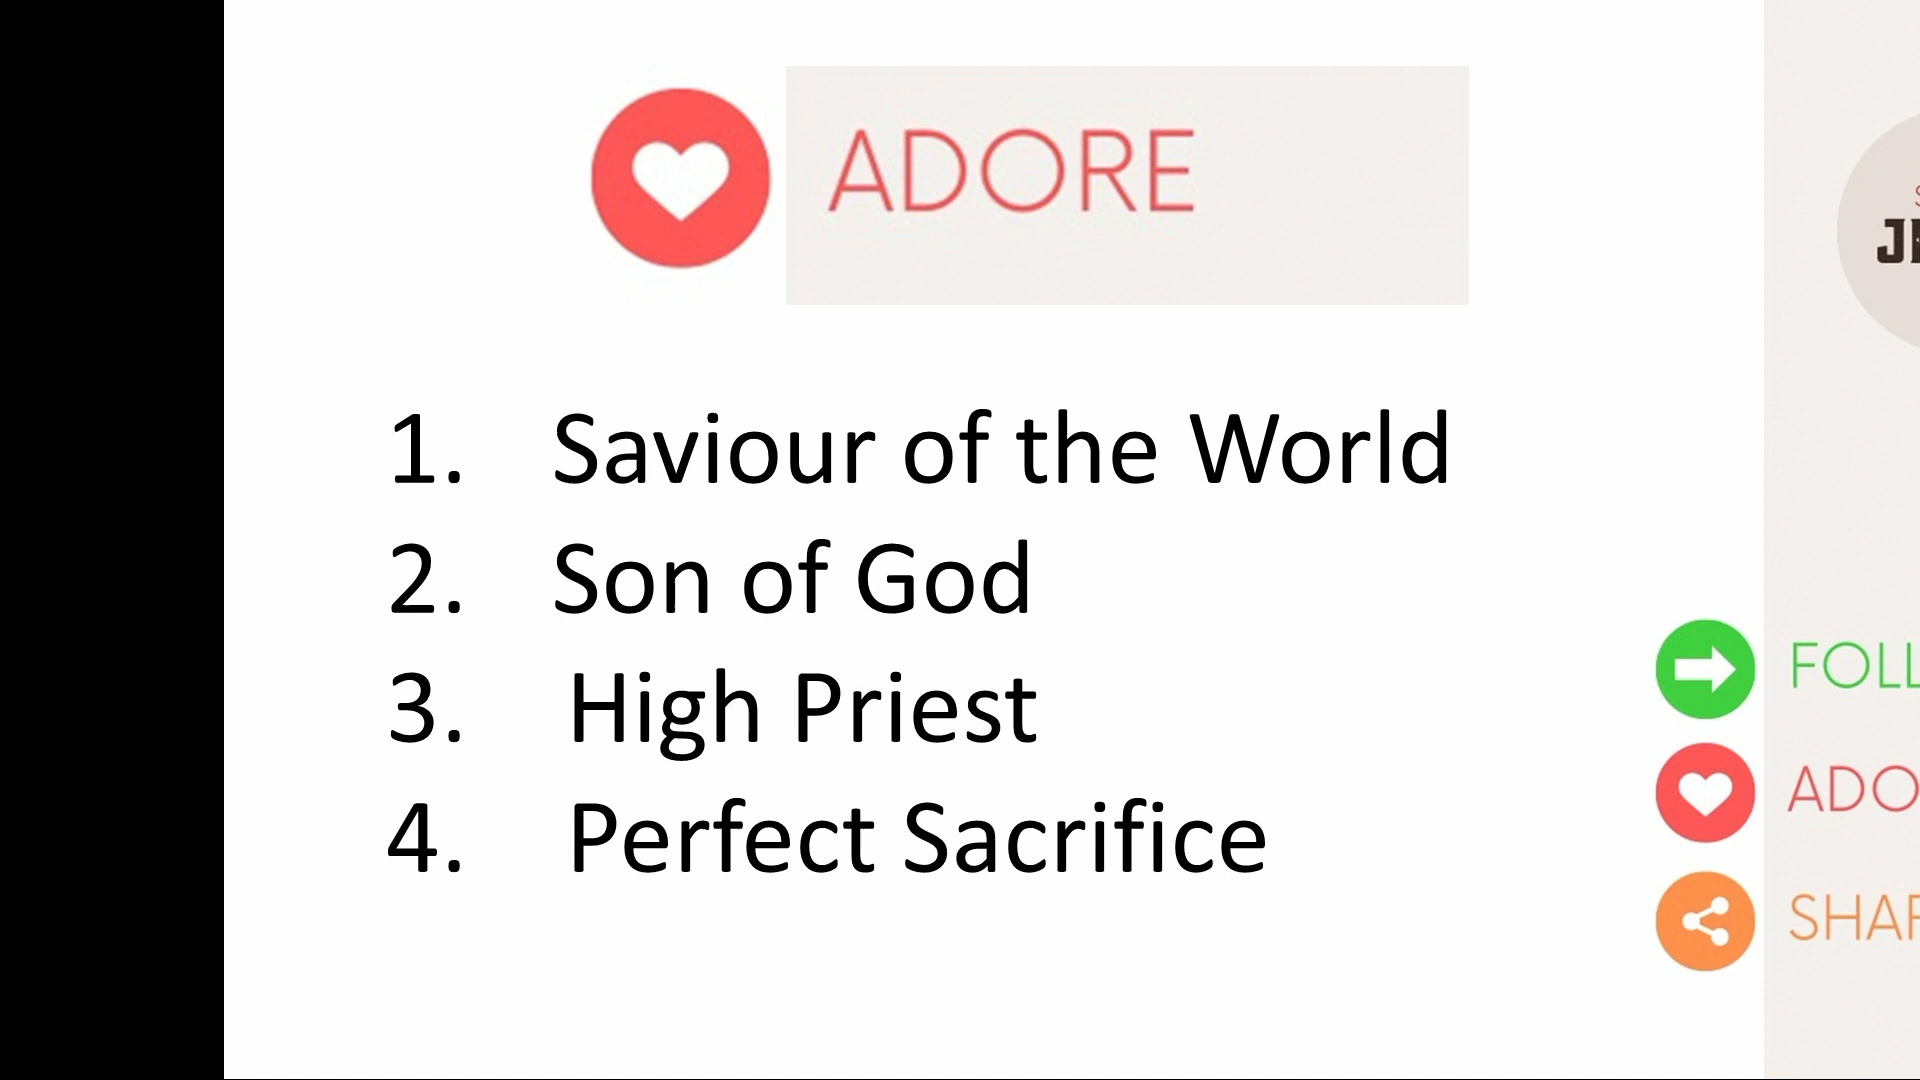 ADORE
1. Saviour of the World
2. Son of God
3. High Priest
4. Perfect Sacrifice